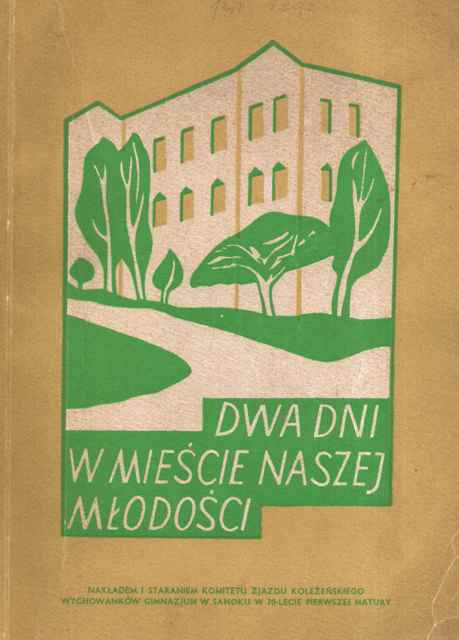 DWA DNI
W MIEŚCIE NASZEJ
MŁODOŚCI
NAKŁADEM I STARANIEM KOMITETU ZJAZDU KOLEŻEŃSKIEGO
WYCHOWANKÓW GIMNAZJUM W SANOKU W 70-LECIE PIERWSZEJ MATURY